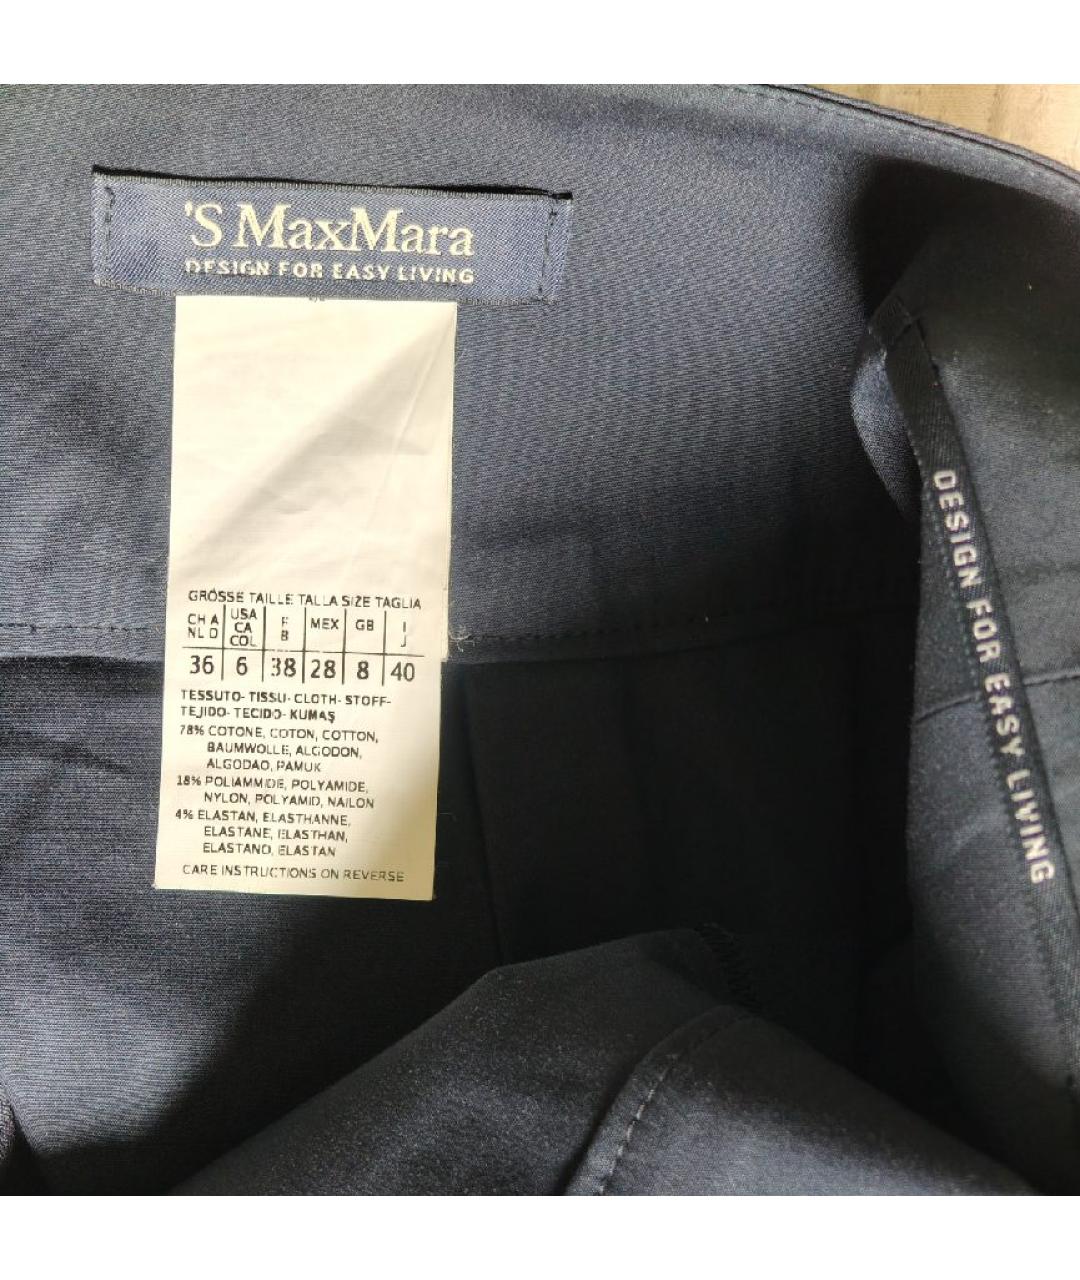 'S MaxMara
DESIGN FOR EASY LIVING
GRÖSSE TAILLE TALLA SIZE TAGLIA
CH A NL D USA CA COL F B MEX GB I J
36 6 38 28 8 40
TESSUTO- TISSU- CLOTH- STOFF-
TEJIDO- TECIDO- KUMAŞ
78% COTONE, COTON, COTTON,
BAUMWOLLE, ALGODON,
ALGODAO, PAMUK
18% POLIAMMIDE, POLYAMIDE,
NYLON, POLYAMID, NAILON
4% ELASTAN, ELASTHANNE,
ELASTANE, ELASTHAN,
ELASTANO, ELASTAN
CARE INSTRUCTIONS ON REVERSE
DESIGN FOR EASY LIVING